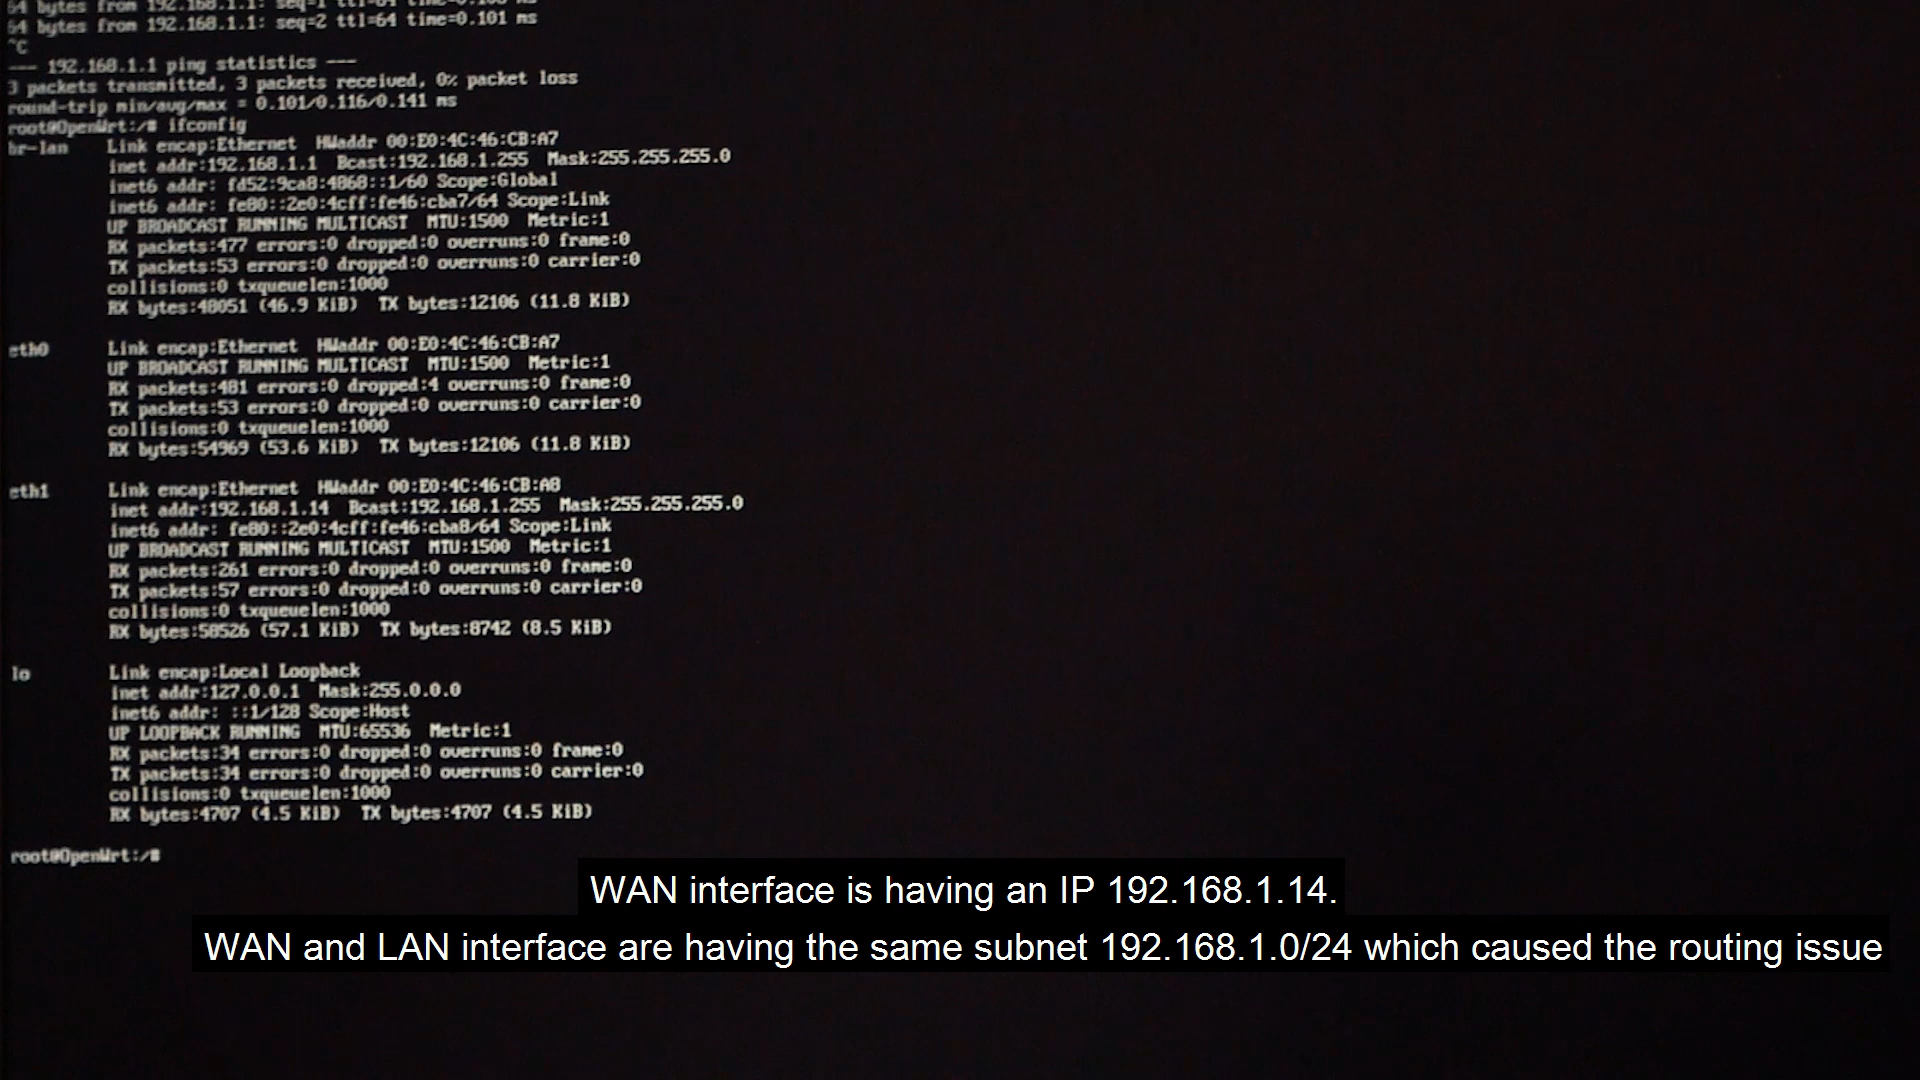 64 bytes from 192.168.1.1: seq=1 ttl=64
64 bytes from 192.168.1.1: seq=2 ttl=64 time=0.101 ms
^C
--- 192.168.1.1 ping statistics ---
3 packets transmitted, 3 packets received, 0% packet loss
round-trip min/avg/max = 0.101/0.116/0.141 ms
root@OpenWrt:/# ifconfig
br-lan Link encap:Ethernet HWaddr 00:E0:4C:46:CB:A7
inet addr:192.168.1.1 Bcast:192.168.1.255 Mask:255.255.255.0
inet6 addr: fd52:9ca8:4868::1/60 Scope:Global
inet6 addr: fe80::2e0:4cff:fe46:cba7/64 Scope:Link
UP BROADCAST RUNNING MULTICAST MTU:1500 Metric:1
RX packets:477 errors:0 dropped:0 overruns:0 frame:0
TX packets:53 errors:0 dropped:0 overruns:0 carrier:0
collisions:0 txqueuelen:1000
RX bytes:48051 (46.9 KiB) TX bytes:12106 (11.8 KiB)
eth0 Link encap:Ethernet HWaddr 00:E0:4C:46:CB:A7
UP BROADCAST RUNNING MULTICAST MTU:1500 Metric:1
RX packets:481 errors:0 dropped:4 overruns:0 frame:0
TX packets:53 errors:0 dropped:0 overruns:0 carrier:0
collisions:0 txqueuelen:1000
RX bytes:54969 (53.6 KiB) TX bytes:12106 (11.8 KiB)
eth1 Link encap:Ethernet HWaddr 00:E0:4C:46:CB:A8
inet addr:192.168.1.14 Bcast:192.168.1.255 Mask:255.255.255.0
inet6 addr: fe80::2e0:4cff:fe46:cba8/64 Scope:Link
UP BROADCAST RUNNING MULTICAST MTU:1500 Metric:1
RX packets:261 errors:0 dropped:0 overruns:0 frame:0
TX packets:57 errors:0 dropped:0 overruns:0 carrier:0
collisions:0 txqueuelen:1000
RX bytes:58526 (57.1 KiB) TX bytes:8742 (8.5 KiB)
lo Link encap:Local Loopback
inet addr:127.0.0.1 Mask:255.0.0.0
inet6 addr: ::1/128 Scope:Host
UP LOOPBACK RUNNING MTU:65536 Metric:1
RX packets:34 errors:0 dropped:0 overruns:0 frame:0
TX packets:34 errors:0 dropped:0 overruns:0 carrier:0
collisions:0 txqueuelen:1000
RX bytes:4707 (4.5 KiB) TX bytes:4707 (4.5 KiB)
root@OpenWrt:/#
WAN interface is having an IP 192.168.1.14.
WAN and LAN interface are having the same subnet 192.168.1.0/24 which caused the routing issue